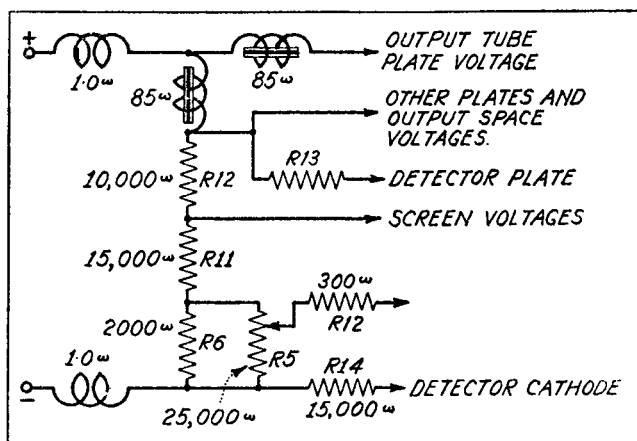 +
1·0ω
85ω
OUTPUT TUBE
PLATE VOLTAGE
85ω
OTHER PLATES AND
OUTPUT SPACE
VOLTAGES.
R13
DETECTOR PLATE
10,000ω
R12
SCREEN VOLTAGES
15,000ω
R11
300ω
R12
2000ω
R6
R5
1·0ω
R14
DETECTOR CATHODE
–
25,000ω
15,000ω